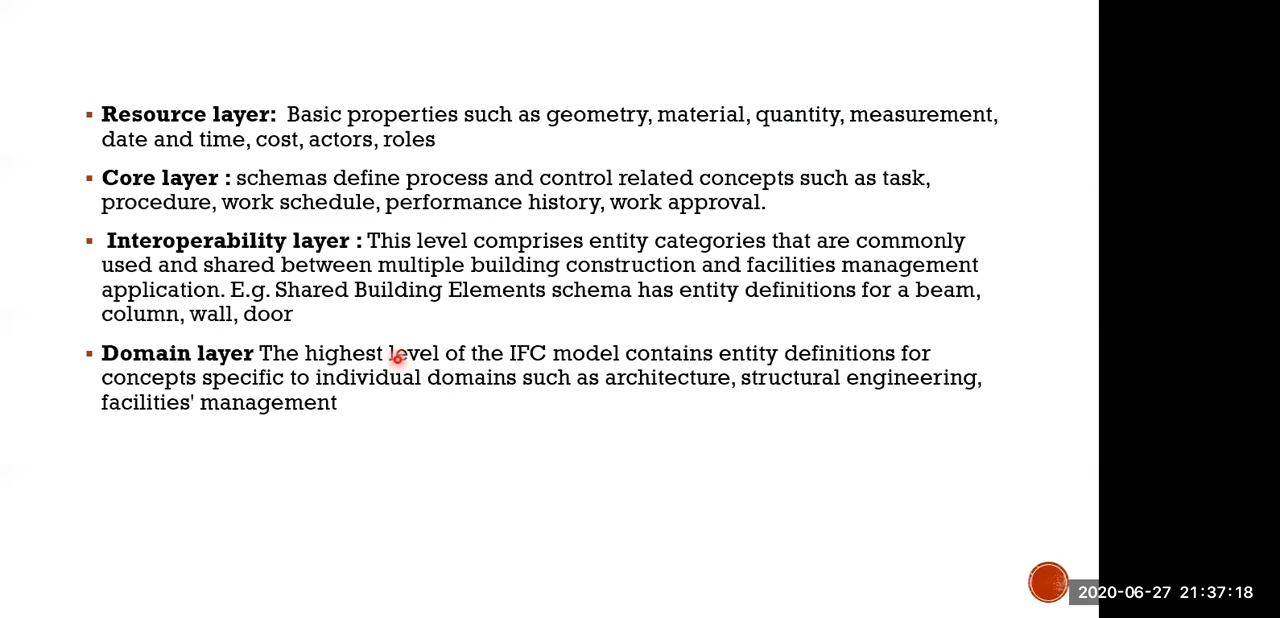 ▪ Resource layer: Basic properties such as geometry, material, quantity, measurement,
date and time, cost, actors, roles
▪ Core layer : schemas define process and control related concepts such as task,
procedure, work schedule, performance history, work approval.
▪ Interoperability layer : This level comprises entity categories that are commonly
used and shared between multiple building construction and facilities management
application. E.g. Shared Building Elements schema has entity definitions for a beam,
column, wall, door
▪ Domain layer The highest level of the IFC model contains entity definitions for
concepts specific to individual domains such as architecture, structural engineering,
facilities' management
2020-06-27 21:37:18